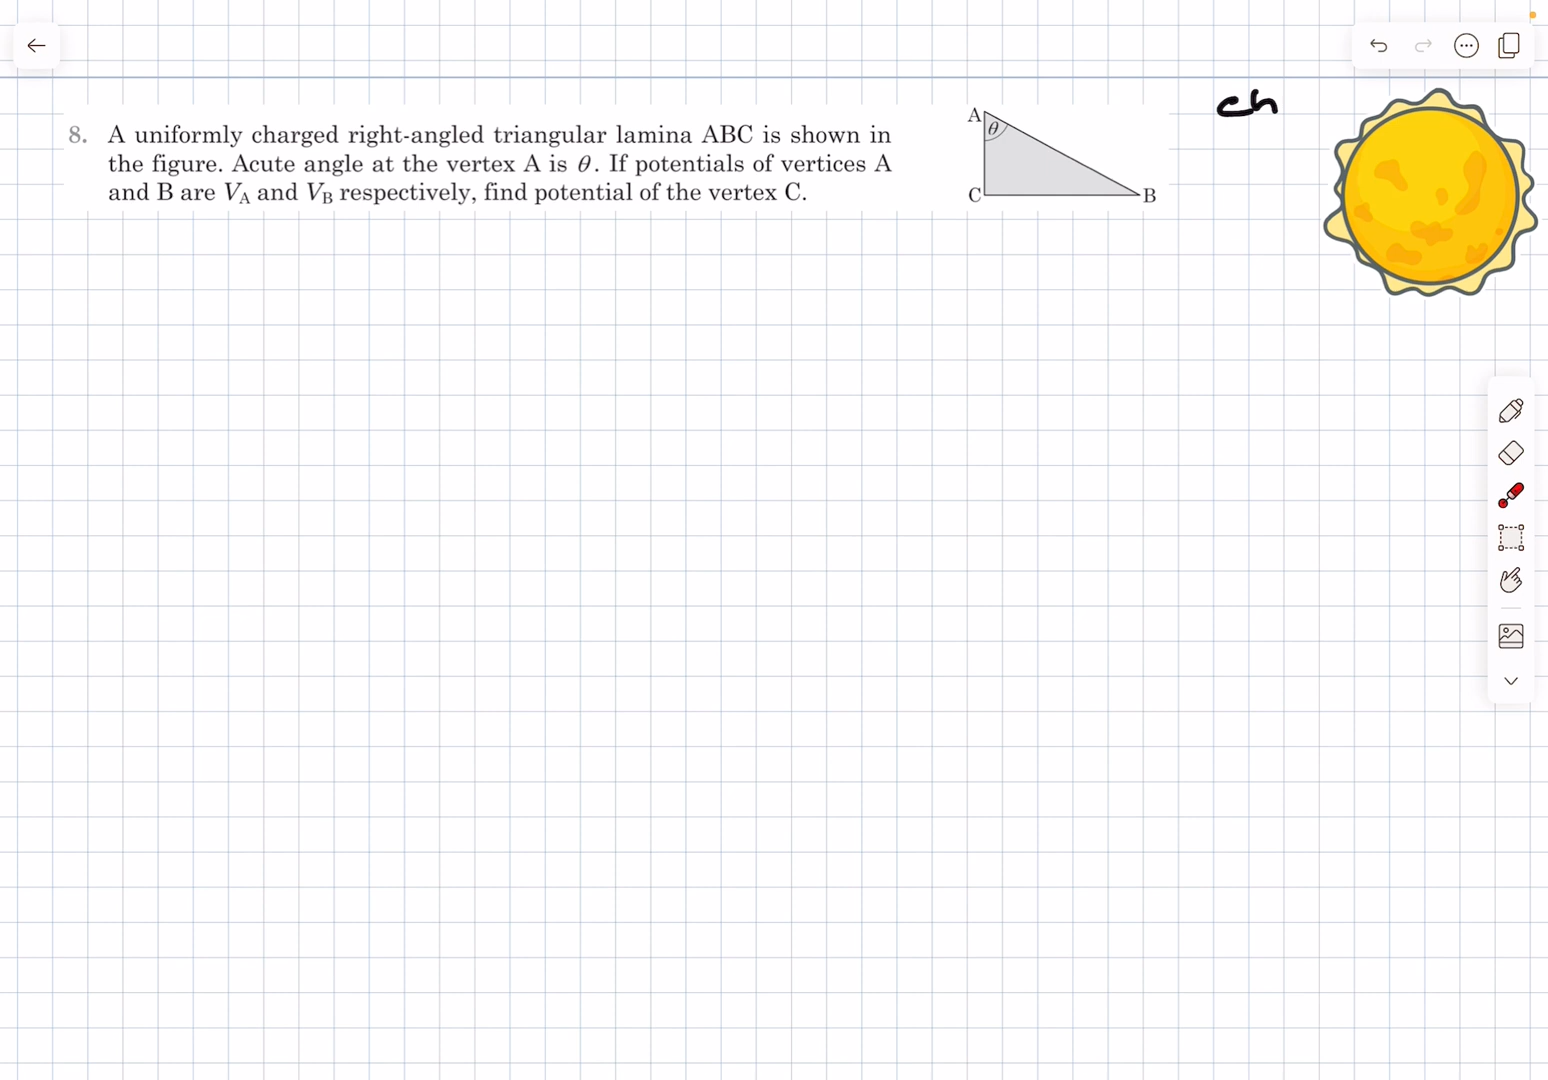 8. A uniformly charged right-angled triangular lamina ABC is shown in
the figure. Acute angle at the vertex A is θ. If potentials of vertices A
and B are V_A and V_B respectively, find potential of the vertex C.
A
θ
C
B
ch